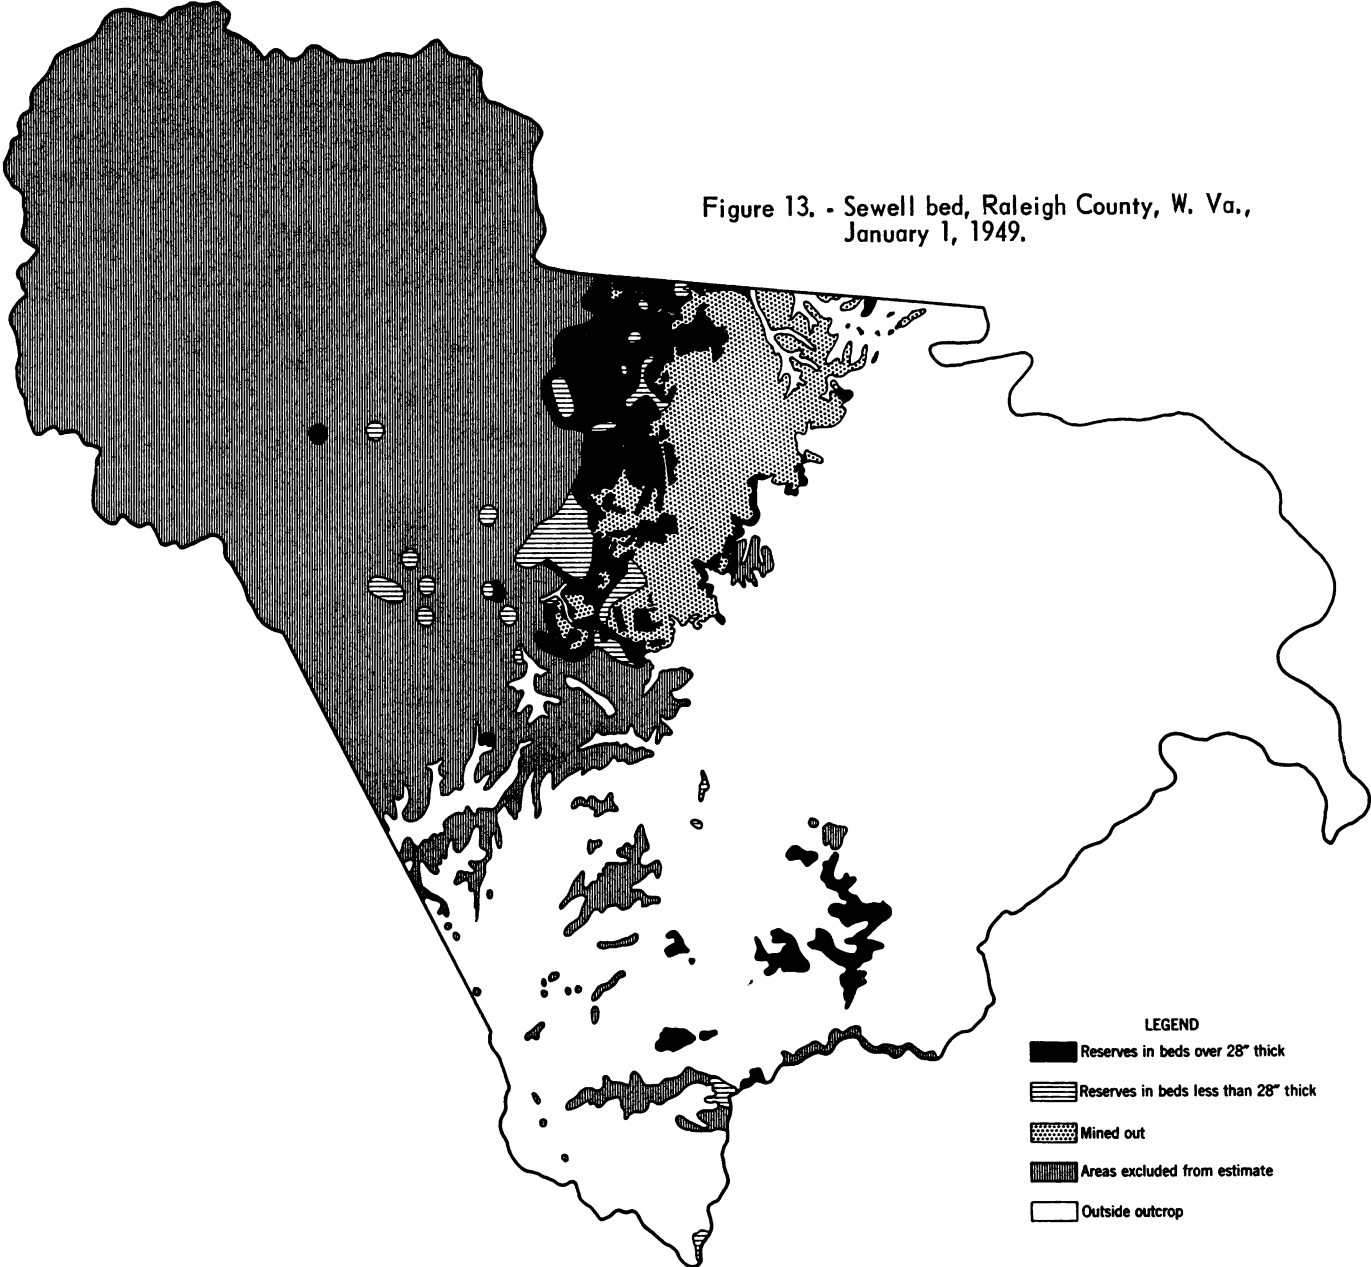 Figure 13. - Sewell bed, Raleigh County, W. Va.,
January 1, 1949.
LEGEND
Reserves in beds over 28" thick
Reserves in beds less than 28" thick
Mined out
Areas excluded from estimate
Outside outcrop